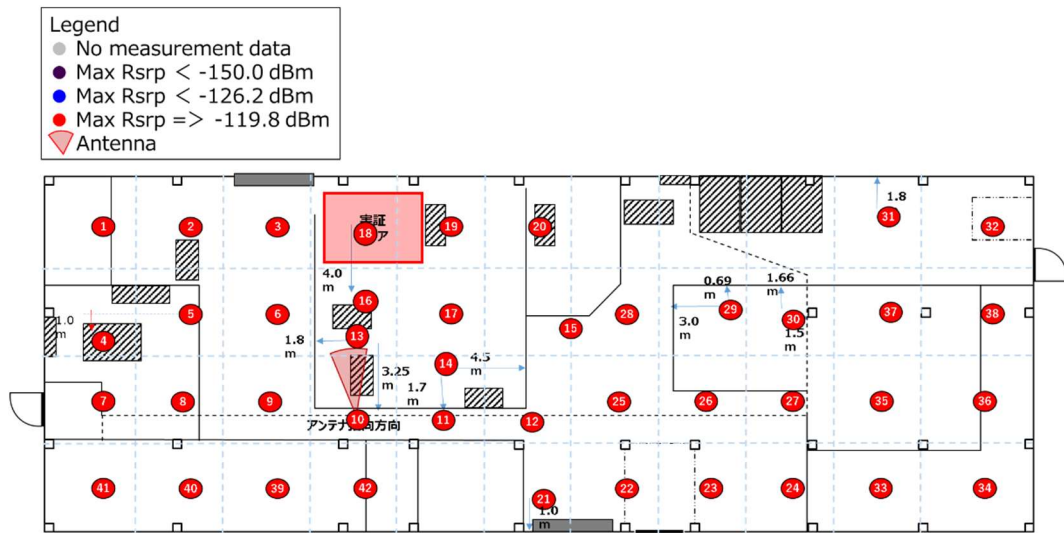 Legend
No measurement data
Max Rsrp < -150.0 dBm
Max Rsrp < -126.2 dBm
Max Rsrp => -119.8 dBm
Antenna
1.8
1
2
3
実証
18
19
20
31
32
4.0
m
0.69
m
1.66
m
16
5
6
17
15
28
29
30
37
38
1.0
m
3.0
m
1.5
m
4
1.8
m
13
14
4.5
m
3.25
m
1.7
m
7
8
9
10
11
12
25
26
27
35
36
アンテナ
方向
41
40
39
42
21
22
23
24
33
34
1.0
m